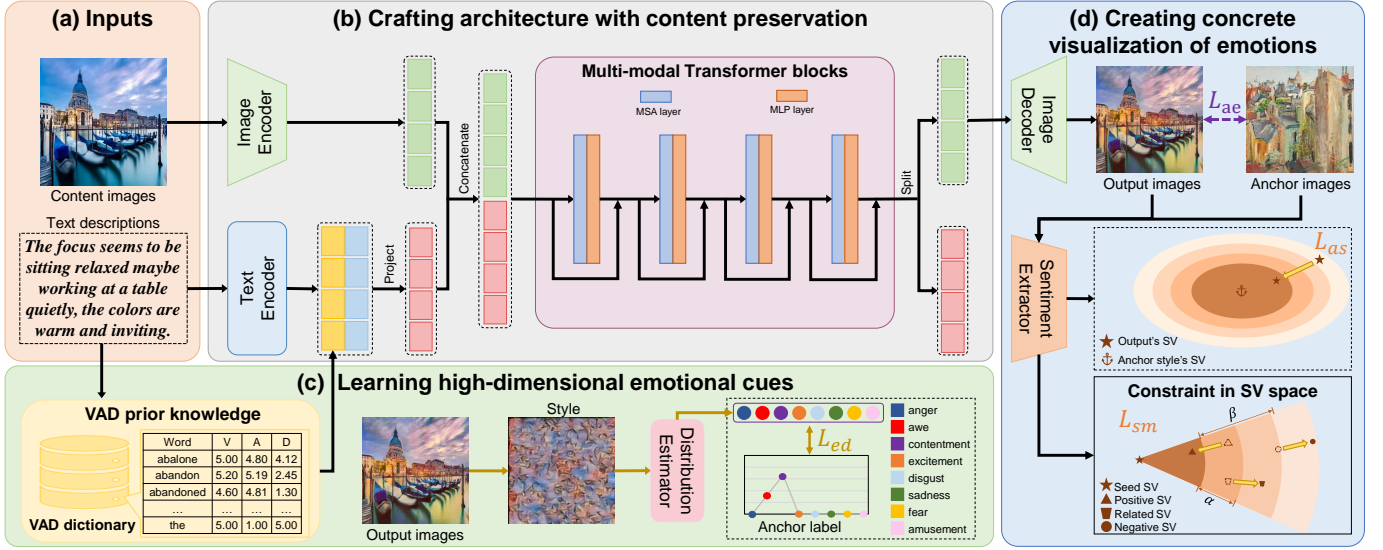 (a) Inputs
Content images
Text descriptions
The focus seems to be
sitting relaxed maybe
working at a table
quietly, the colors are
warm and inviting.
(b) Crafting architecture with content preservation
Image
Encoder
Text
Encoder
Project
Concatenate
Multi-modal Transformer blocks
MSA layer
MLP layer
Split
(c) Learning high-dimensional emotional cues
VAD prior knowledge
VAD dictionary
Word V A D
abalone 5.00 4.80 4.12
abandon 5.20 5.19 2.45
abandoned 4.60 4.81 1.30
... ... ... ...
the 5.00 1.00 5.00
Output images
Style
Distribution
Estimator
L_ed
Anchor label
anger
awe
contentment
excitement
disgust
sadness
fear
amusement
(d) Creating concrete
visualization of emotions
Image
Decoder
L_ae
Output images
Anchor images
Sentiment
Extractor
L_as
Output's SV
Anchor style's SV
Constraint in SV space
L_sm
β
α
Seed SV
Positive SV
Related SV
Negative SV